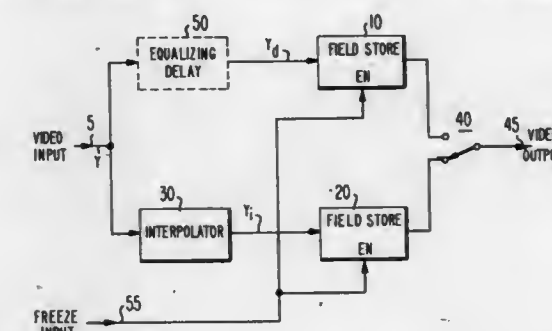 50
EQUALIZING
DELAY
Yd
10
FIELD STORE
EN
5
VIDEO
INPUT
Y
40
45
VIDEO
OUTPUT
30
INTERPOLATOR
Yi
20
FIELD STORE
EN
FREEZE
INPUT
55